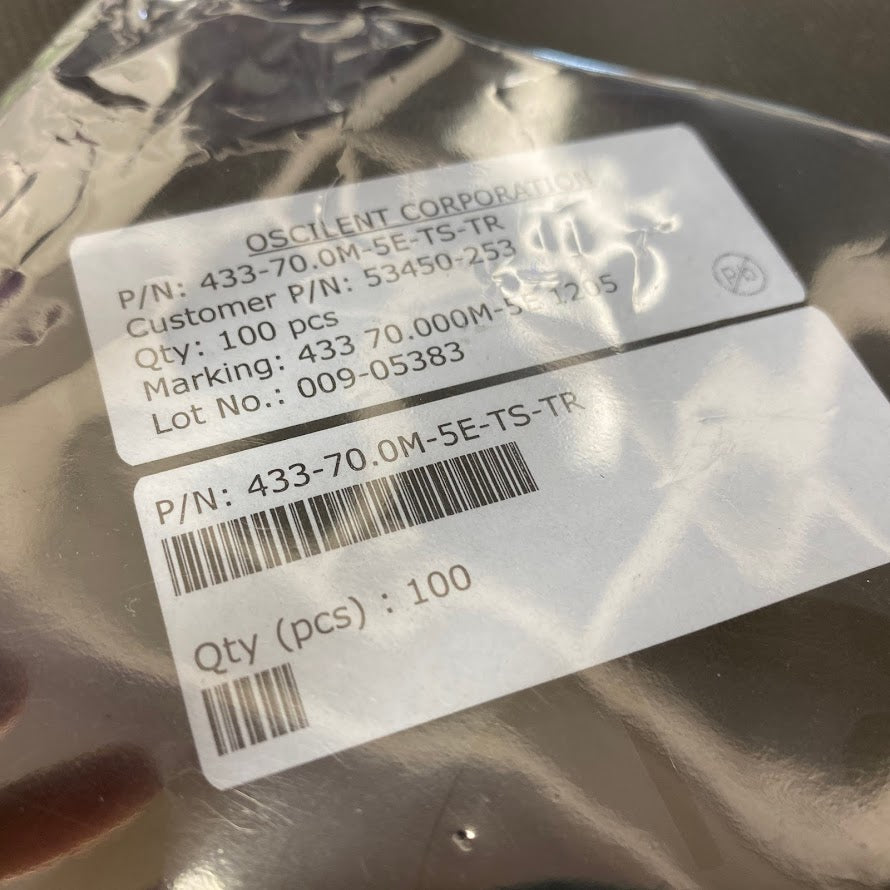 OSCILENT CORPORATION
P/N: 433-70.0M-5E-TS-TR
Customer P/N: 53450-253
Qty: 100 pcs
Marking: 433 70.000M-5E 1205
Lot No.: 009-05383
Pb
P/N: 433-70.0M-5E-TS-TR
Qty (pcs) : 100